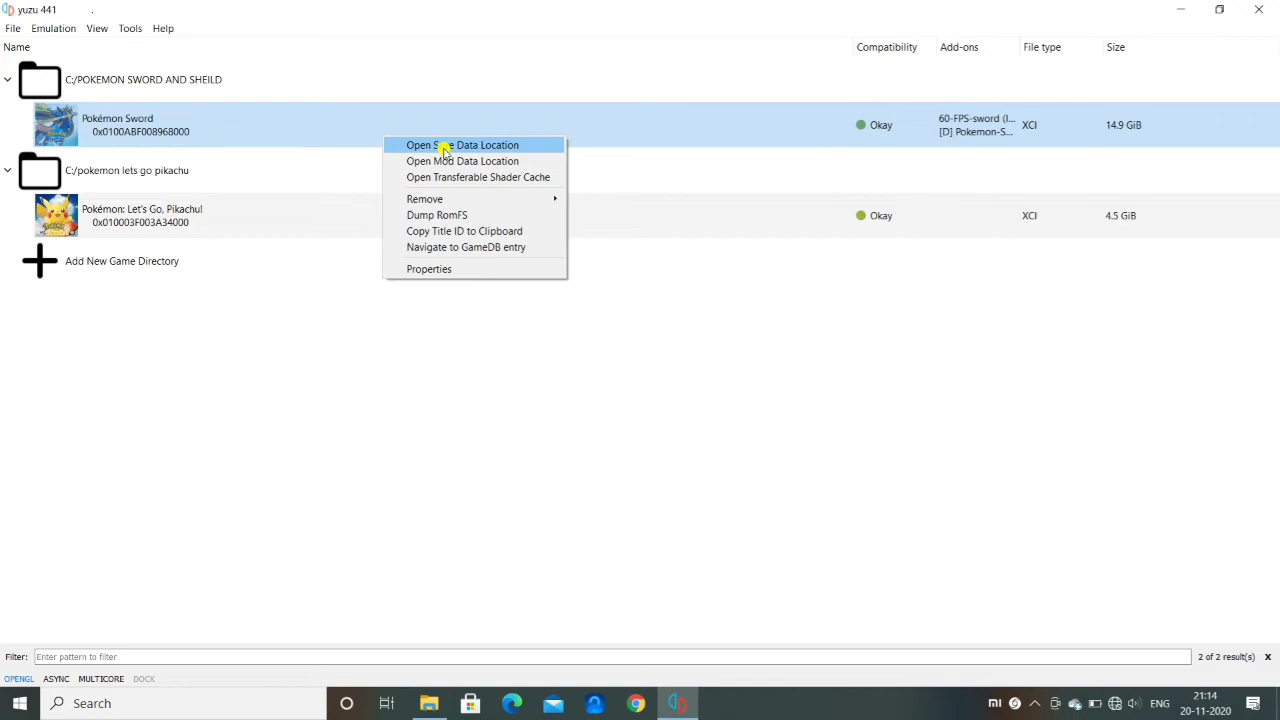 yuzu 441
File Emulation View Tools Help
Name Compatibility Add-ons File type Size
C:/POKEMON SWORD AND SHEILD
Pokémon Sword
0x0100ABF008968000
60-FPS-sword (I...
[D] Pokemon-S...
Okay XCI 14.9 GiB
Open Save Data Location
Open Mod Data Location
Open Transferable Shader Cache
Remove
Dump RomFS
Copy Title ID to Clipboard
Navigate to GameDB entry
Properties
C:/pokemon lets go pikachu
Pokémon: Let's Go, Pikachu!
0x010003F003A34000
Okay XCI 4.5 GiB
Add New Game Directory
Filter: Enter pattern to filter 2 of 2 result(s) X
OPENGL ASYNC MULTICORE DOCK
Search
ENG
21:14
20-11-2020